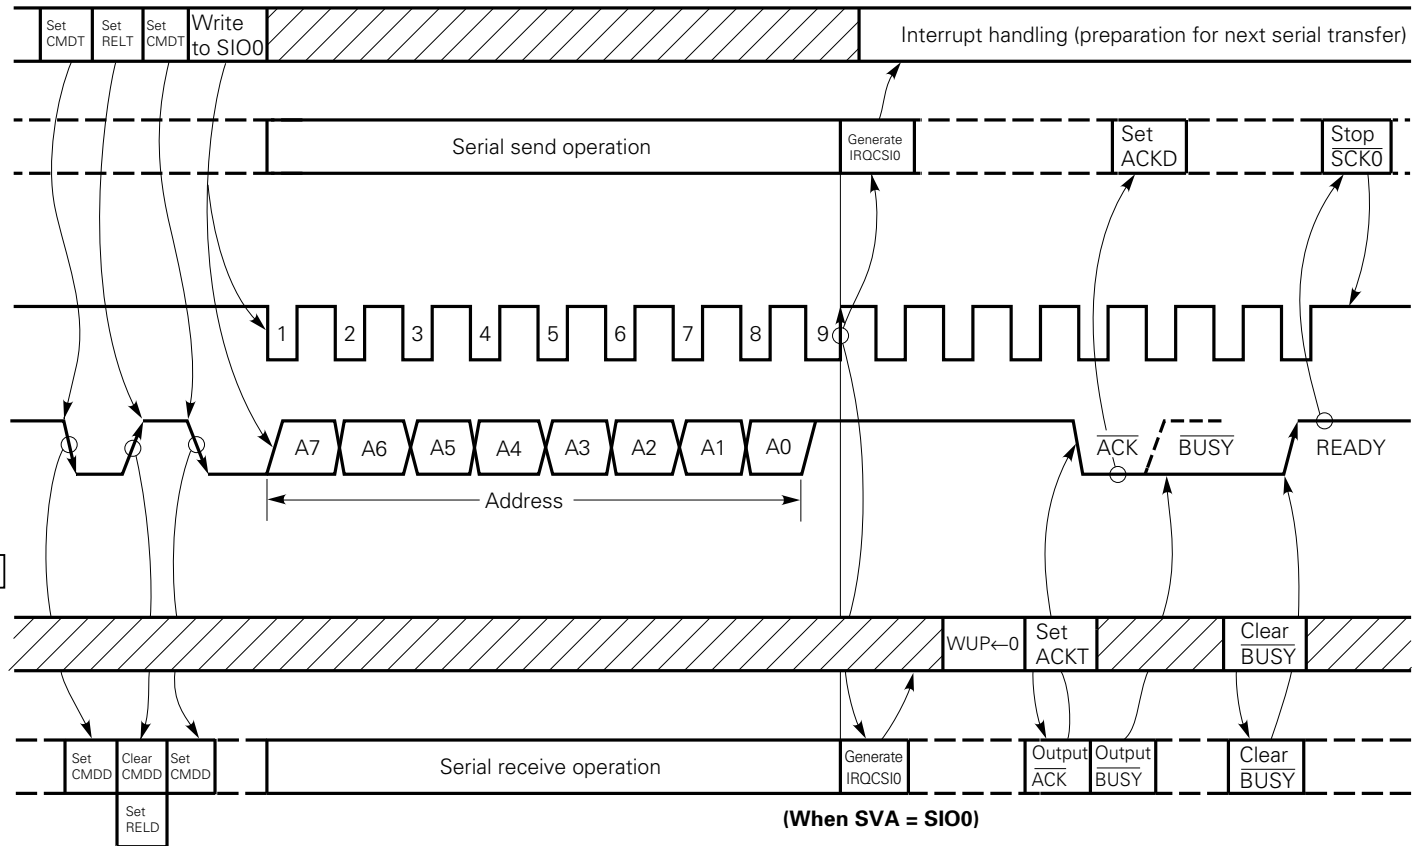 Set
CMDT
Set
RELT
Set
CMDT
Write
to SIO0
Interrupt handling (preparation for next serial transfer)
Serial send operation
Generate
IRQCSI0
Set
ACKD
Stop
SCK0
1 2 3 4 5 6 7 8 9
A7 A6 A5 A4 A3 A2 A1 A0
ACK
BUSY
READY
Address
WUP←0
Set
ACKT
Clear
BUSY
Set
CMDD
Clear
CMDD
Set
CMDD
Serial receive operation
Generate
IRQCSI0
Output
ACK
Output
BUSY
Clear
BUSY
Set
RELD
(When SVA = SIO0)